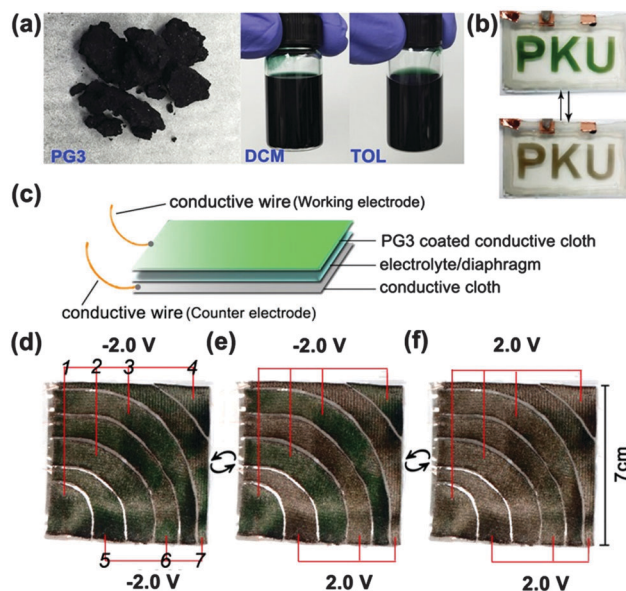 (a)
PG3
DCM
TOL
(b)
PKU
PKU
(c)
conductive wire (Working electrode)
PG3 coated conductive cloth
electrolyte/diaphragm
conductive cloth
conductive wire (Counter electrode)
(d)
-2.0 V
1
2
3
4
5
6
7
-2.0 V
(e)
-2.0 V
2.0 V
(f)
2.0 V
2.0 V
7cm